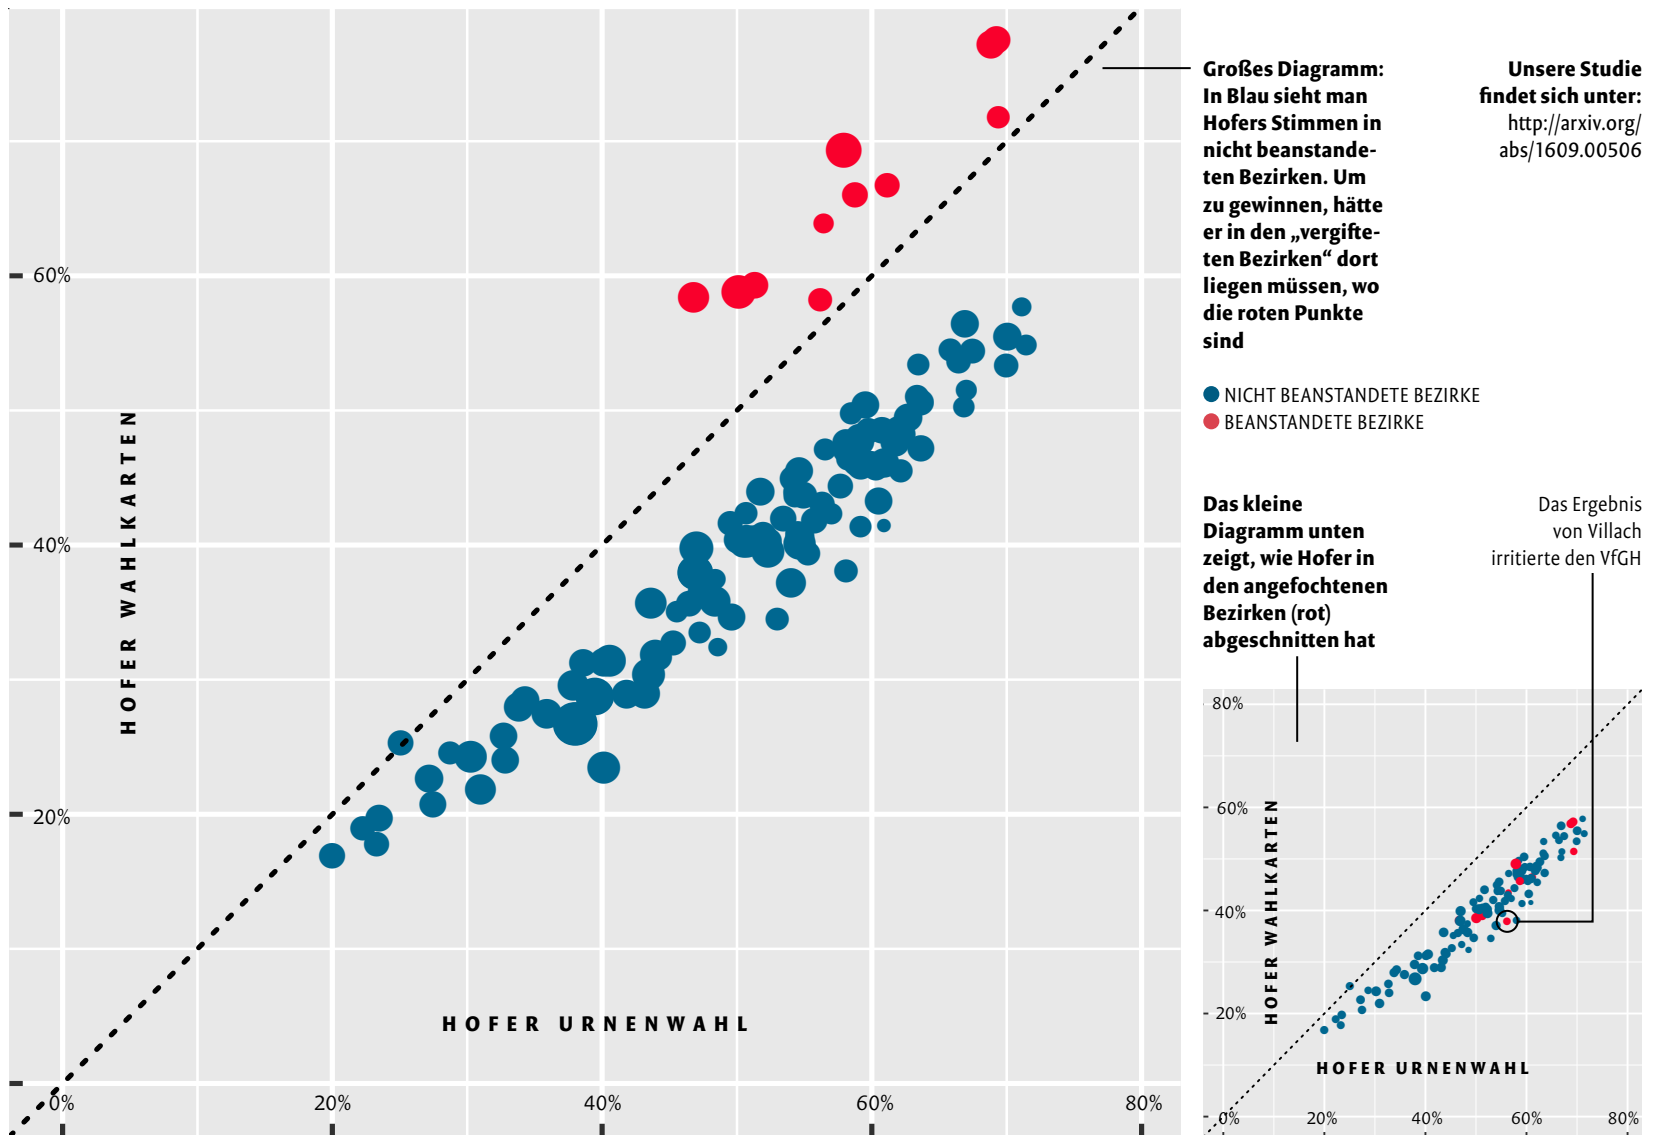 60%
40%
20%
0%
20%
40%
60%
80%
HOFER WAHLKARTEN
HOFER URNENWAHL
Großes Diagramm:
In Blau sieht man
Hofers Stimmen in
nicht beanstande-
ten Bezirken. Um
zu gewinnen, hätte
er in den „vergifte-
ten Bezirken“ dort
liegen müssen, wo
die roten Punkte
sind
Unsere Studie
findet sich unter:
http://arxiv.org/
abs/1609.00506
NICHT BEANSTANDETE BEZIRKE
BEANSTANDETE BEZIRKE
Das kleine
Diagramm unten
zeigt, wie Hofer in
den angefochtenen
Bezirken (rot)
abgeschnitten hat
Das Ergebnis
von Villach
irritierte den VfGH
80%
60%
40%
20%
0%
20%
40%
60%
80%
HOFER WAHLKARTEN
HOFER URNENWAHL